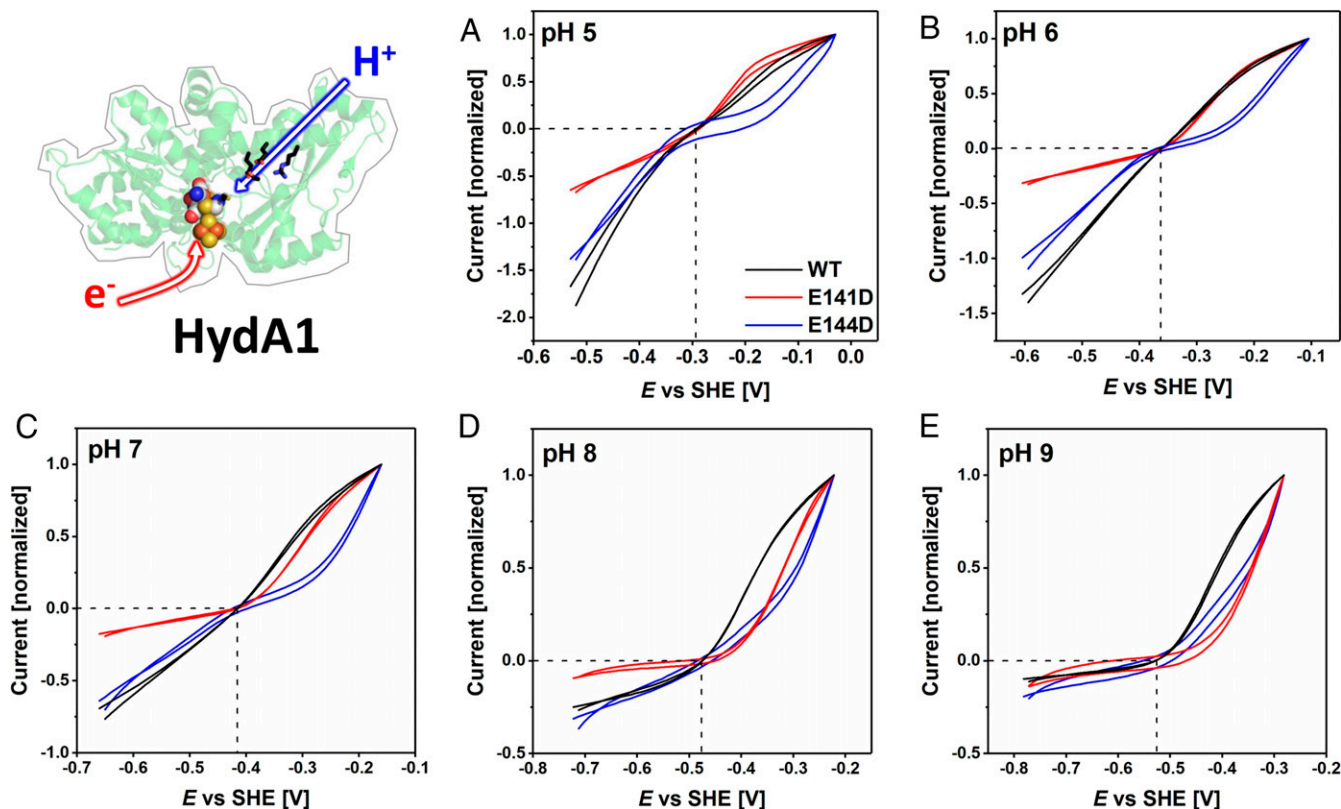 H+
e-
HydA1
A
pH 5
Current [normalized]
1.0
0.5
0.0
-0.5
-1.0
-1.5
-2.0
WT
E141D
E144D
-0.5 -0.4 -0.3 -0.2 -0.1 0.0
E vs SHE [V]
B
pH 6
Current [normalized]
1.0
0.5
0.0
-0.5
-1.0
-1.5
-0.6 -0.5 -0.4 -0.3 -0.2 -0.1
E vs SHE [V]
C
pH 7
Current [normalized]
1.0
0.5
0.0
-0.5
-1.0
-0.7 -0.6 -0.5 -0.4 -0.3 -0.2 -0.1
E vs SHE [V]
D
pH 8
Current [normalized]
1.0
0.5
0.0
-0.5
-0.8 -0.7 -0.6 -0.5 -0.4 -0.3 -0.2
E vs SHE [V]
E
pH 9
Current [normalized]
1.0
0.5
0.0
-0.5
-0.8 -0.7 -0.6 -0.5 -0.4 -0.3 -0.2
E vs SHE [V]